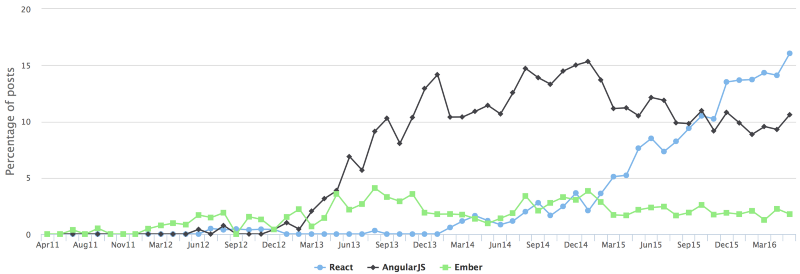 20
15
10
5
0
Percentage of posts
Apr11 Aug11 Nov11 Mar12 Jun12 Sep12 Dec12 Mar13 Jun13 Sep13 Dec13 Mar14 Jun14 Sep14 Dec14 Mar15 Jun15 Sep15 Dec15 Mar16
React AngularJS Ember